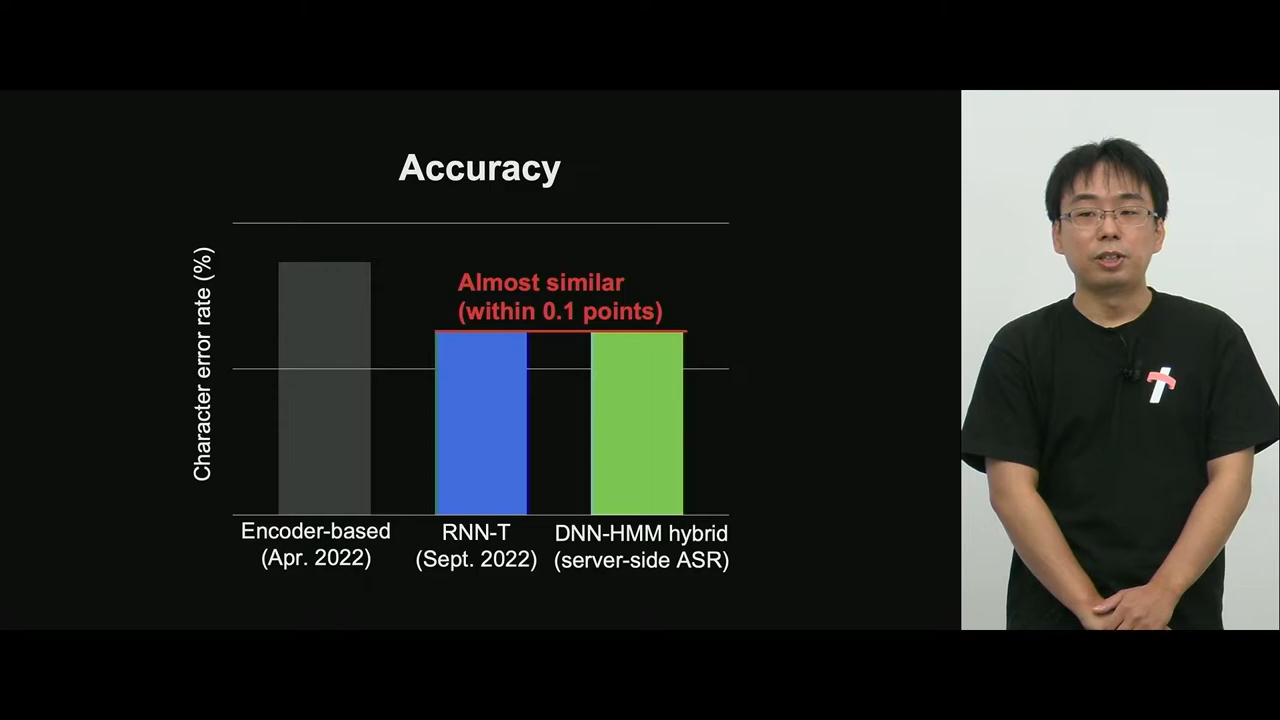 Accuracy
Character error rate (%)
Almost similar
(within 0.1 points)
Encoder-based
(Apr. 2022)
RNN-T
(Sept. 2022)
DNN-HMM hybrid
(server-side ASR)